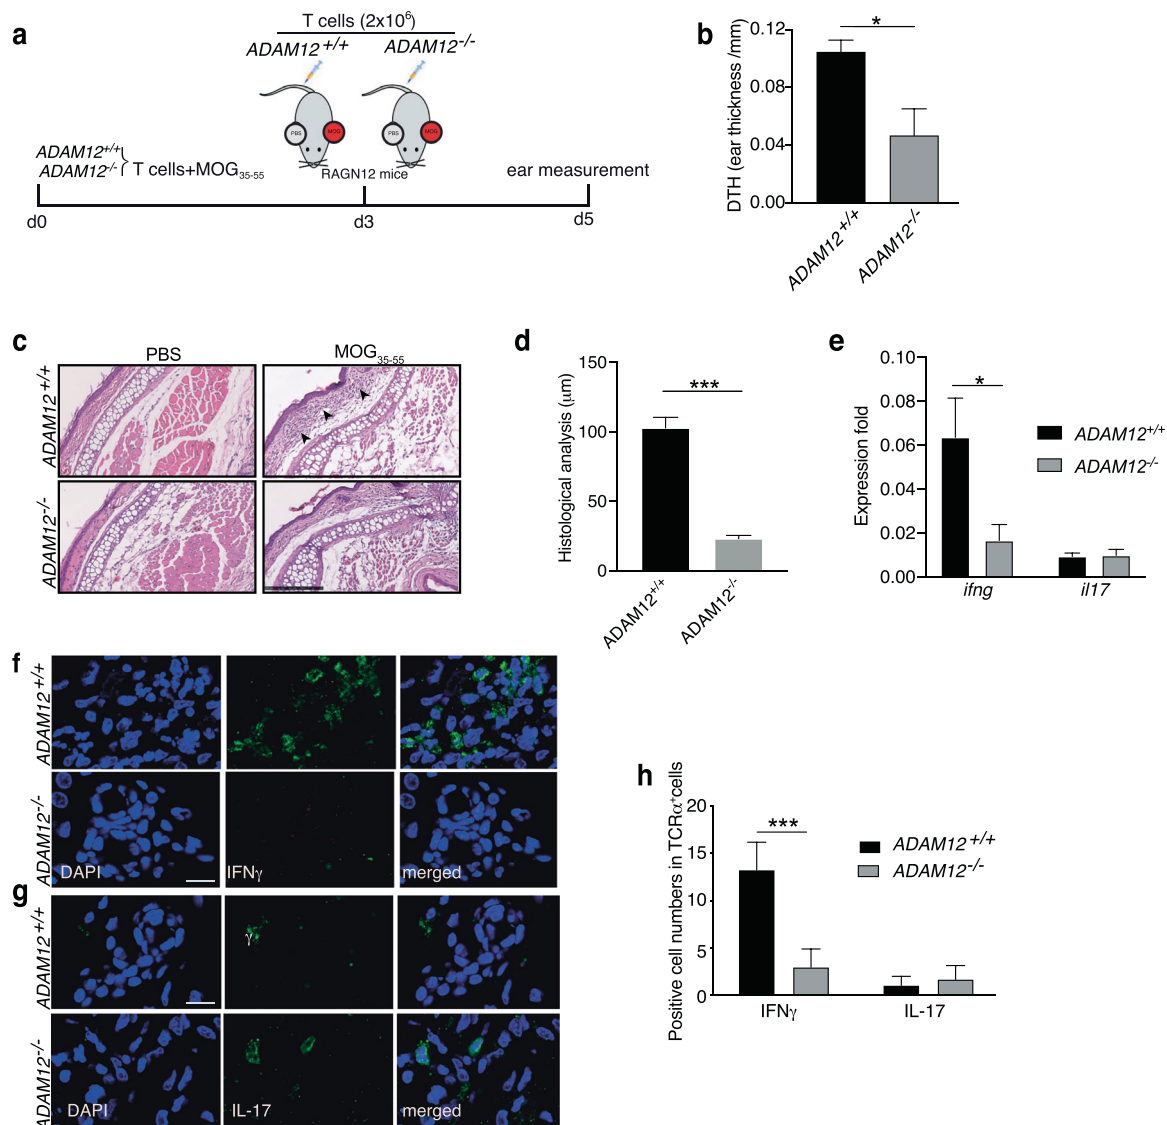 a
T cells (2x10⁶)
ADAM12+/+ ADAM12-/-
PBS MOG PBS MOG
RAGN12 mice
ADAM12+/+
ADAM12-/-
T cells+MOG35-55
ear measurement
d0 d3 d5
b
DTH (ear thickness /mm)
0.12
0.08
0.04
0.00
*
ADAM12+/+ ADAM12-/-
c
PBS MOG35-55
ADAM12+/+
ADAM12-/-
d
Histological analysis (μm)
150
100
50
0
***
ADAM12+/+ ADAM12-/-
e
Expression fold
0.10
0.08
0.06
0.04
0.02
0.00
*
ifng il17
ADAM12+/+
ADAM12-/-
f
ADAM12+/+
ADAM12-/-
DAPI IFNγ merged
g
ADAM12+/+
γ
ADAM12-/-
DAPI IL-17 merged
h
Positive cell numbers in TCRα+cells
20
15
10
5
0
***
IFNγ IL-17
ADAM12+/+
ADAM12-/-